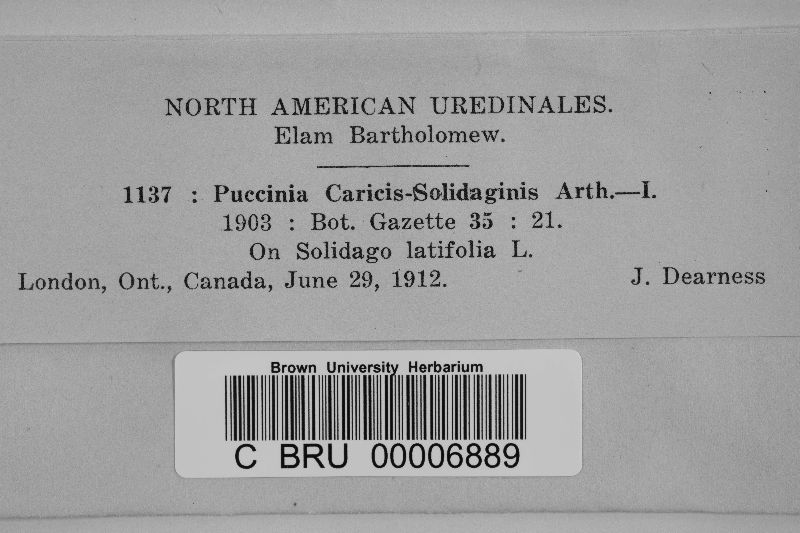 NORTH AMERICAN UREDINALES.
Elam Bartholomew.
1137 : Puccinia Caricis-Solidaginis Arth.—I.
1903 : Bot. Gazette 35 : 21.
On Solidago latifolia L.
London, Ont., Canada, June 29, 1912. J. Dearness
Brown University Herbarium
C BRU 00006889